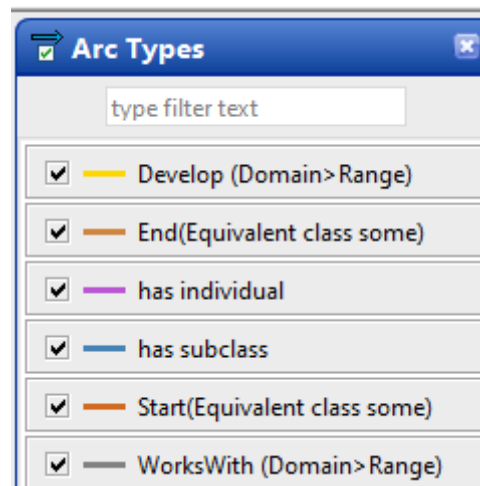 Arc Types
type filter text
Develop (Domain>Range)
End(Equivalent class some)
has individual
has subclass
Start(Equivalent class some)
WorksWith (Domain>Range)